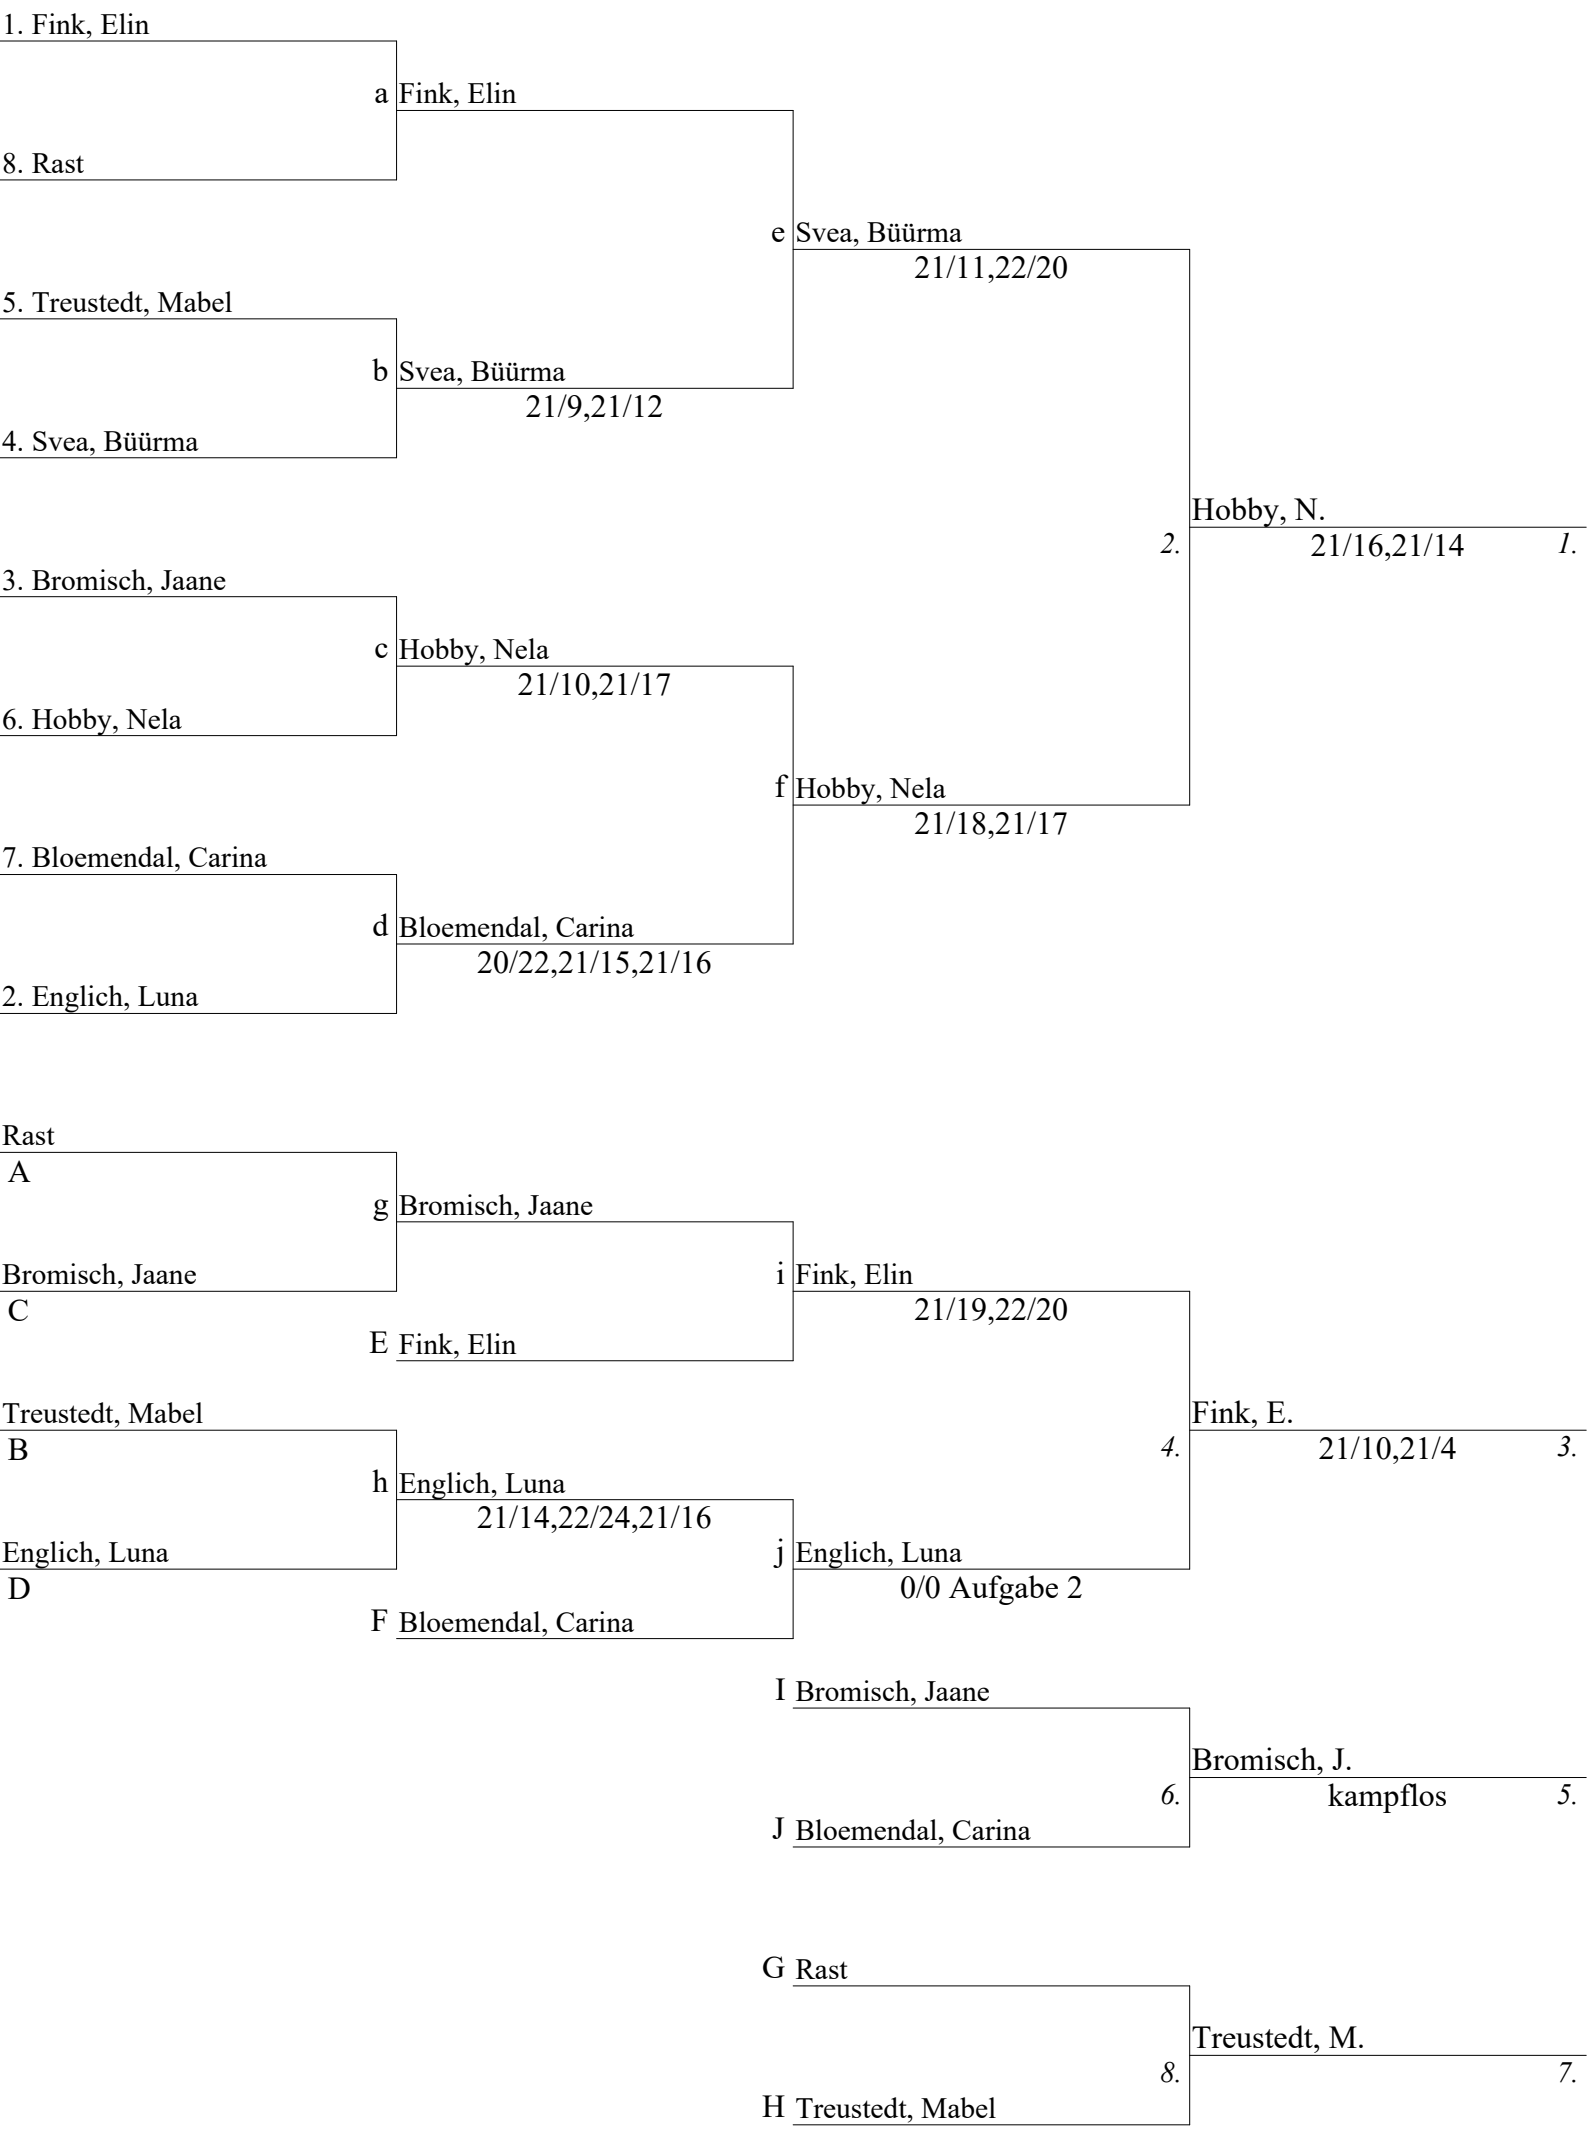 1. Fink, Elin
a Fink, Elin
8. Rast
e Svea, Büürma
21/11,22/20
5. Treustedt, Mabel
b Svea, Büürma
21/9,21/12
4. Svea, Büürma
Hobby, N.
2. 21/16,21/14 1.
3. Bromisch, Jaane
c Hobby, Nela
21/10,21/17
6. Hobby, Nela
f Hobby, Nela
21/18,21/17
7. Bloemendal, Carina
d Bloemendal, Carina
20/22,21/15,21/16
2. Englich, Luna
Rast
A
g Bromisch, Jaane
Bromisch, Jaane
C
i Fink, Elin
21/19,22/20
E Fink, Elin
Treustedt, Mabel
B
Fink, E.
4. 21/10,21/4 3.
h Englich, Luna
21/14,22/24,21/16
Englich, Luna
D
j Englich, Luna
0/0 Aufgabe 2
F Bloemendal, Carina
I Bromisch, Jaane
Bromisch, J.
6. kampflos 5.
J Bloemendal, Carina
G Rast
Treustedt, M.
8. 7.
H Treustedt, Mabel